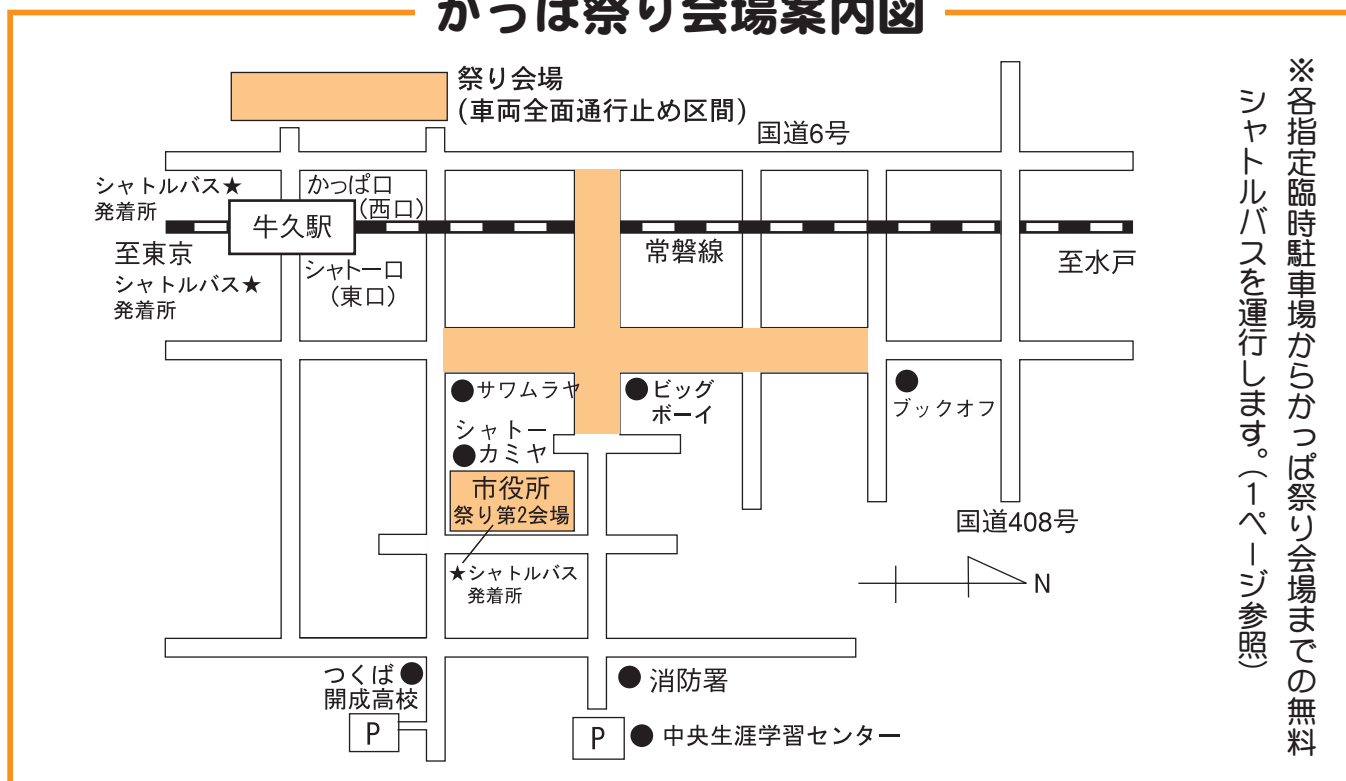 かっぱ祭り会場案内図
祭り会場
(車両全面通行止め区間)
国道6号
シャトルバス★
発着所
かっぱ口
(西口)
牛久駅
至東京
常磐線
至水戸
シャトー口
(東口)
シャトルバス★
発着所
●サワムラヤ
●ビッグ
ボーイ
●
ブックオフ
シャトー
●カミヤ
市役所
祭り第2会場
国道408号
★シャトルバス
発着所
N
つくば●
開成高校
●消防署
P
P
●中央生涯学習センター
※各指定臨時駐車場からかっぱ祭り会場までの無料
シャトルバスを運行します。(1ページ参照)